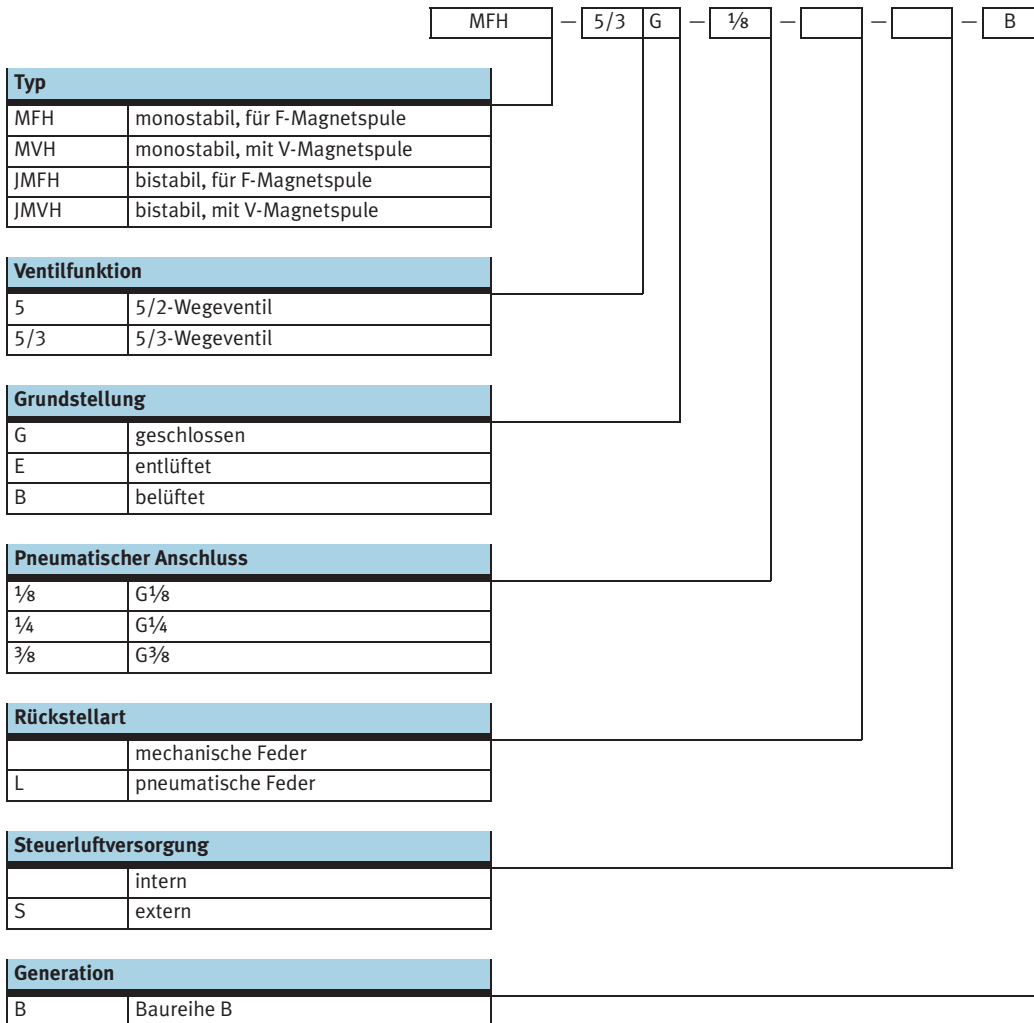 MFH — 5/3 G — ⅛ — — — B
Typ
MFH monostabil, für F-Magnetspule
MVH monostabil, mit V-Magnetspule
JMFH bistabil, für F-Magnetspule
JMVH bistabil, mit V-Magnetspule
Ventilfunktion
5 5/2-Wegeventil
5/3 5/3-Wegeventil
Grundstellung
G geschlossen
E entlüftet
B belüftet
Pneumatischer Anschluss
⅛ G⅛
¼ G¼
⅜ G⅜
Rückstellart
mechanische Feder
L pneumatische Feder
Steuerluftversorgung
intern
S extern
Generation
B Baureihe B